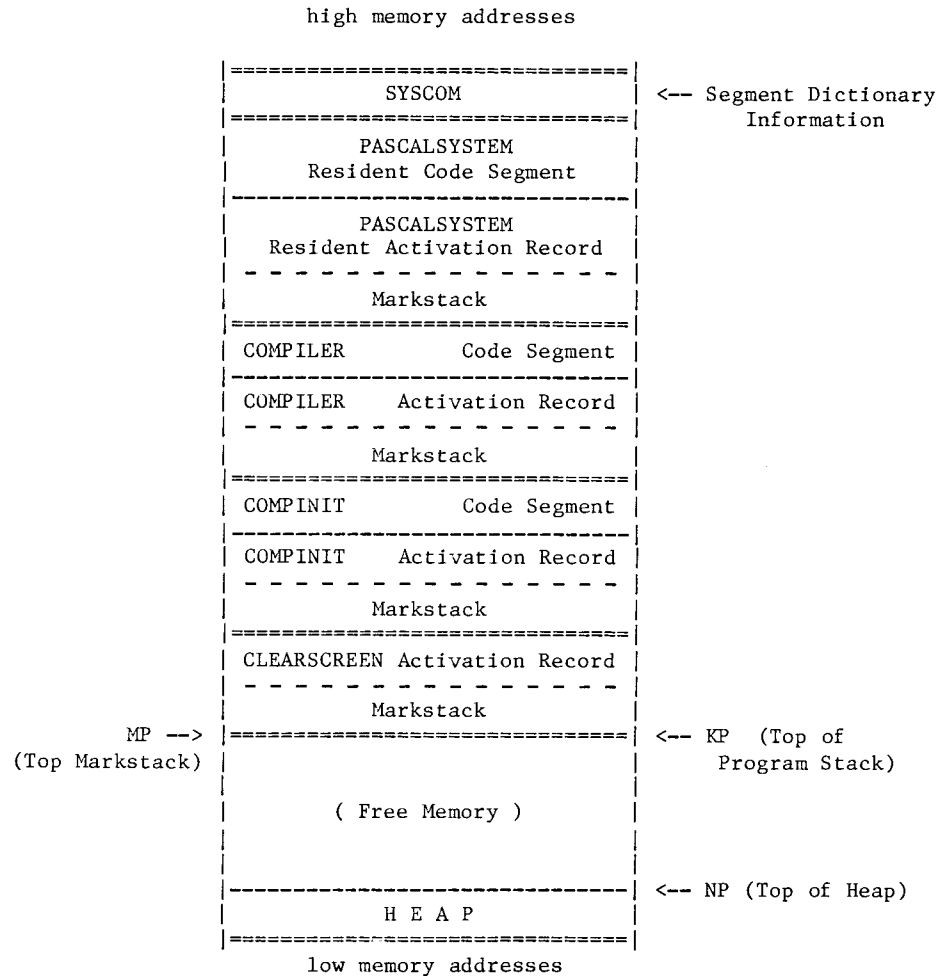 high memory addresses
SYSCOM <-- Segment Dictionary
Information
PASCALSYSTEM
Resident Code Segment
PASCALSYSTEM
Resident Activation Record
Markstack
COMPILER Code Segment
COMPILER Activation Record
Markstack
COMPINIT Code Segment
COMPINIT Activation Record
Markstack
CLEARSCREEN Activation Record
Markstack
MP --> <-- KP (Top of
(Top Markstack) Program Stack)
( Free Memory )
<-- NP (Top of Heap)
H E A P
low memory addresses